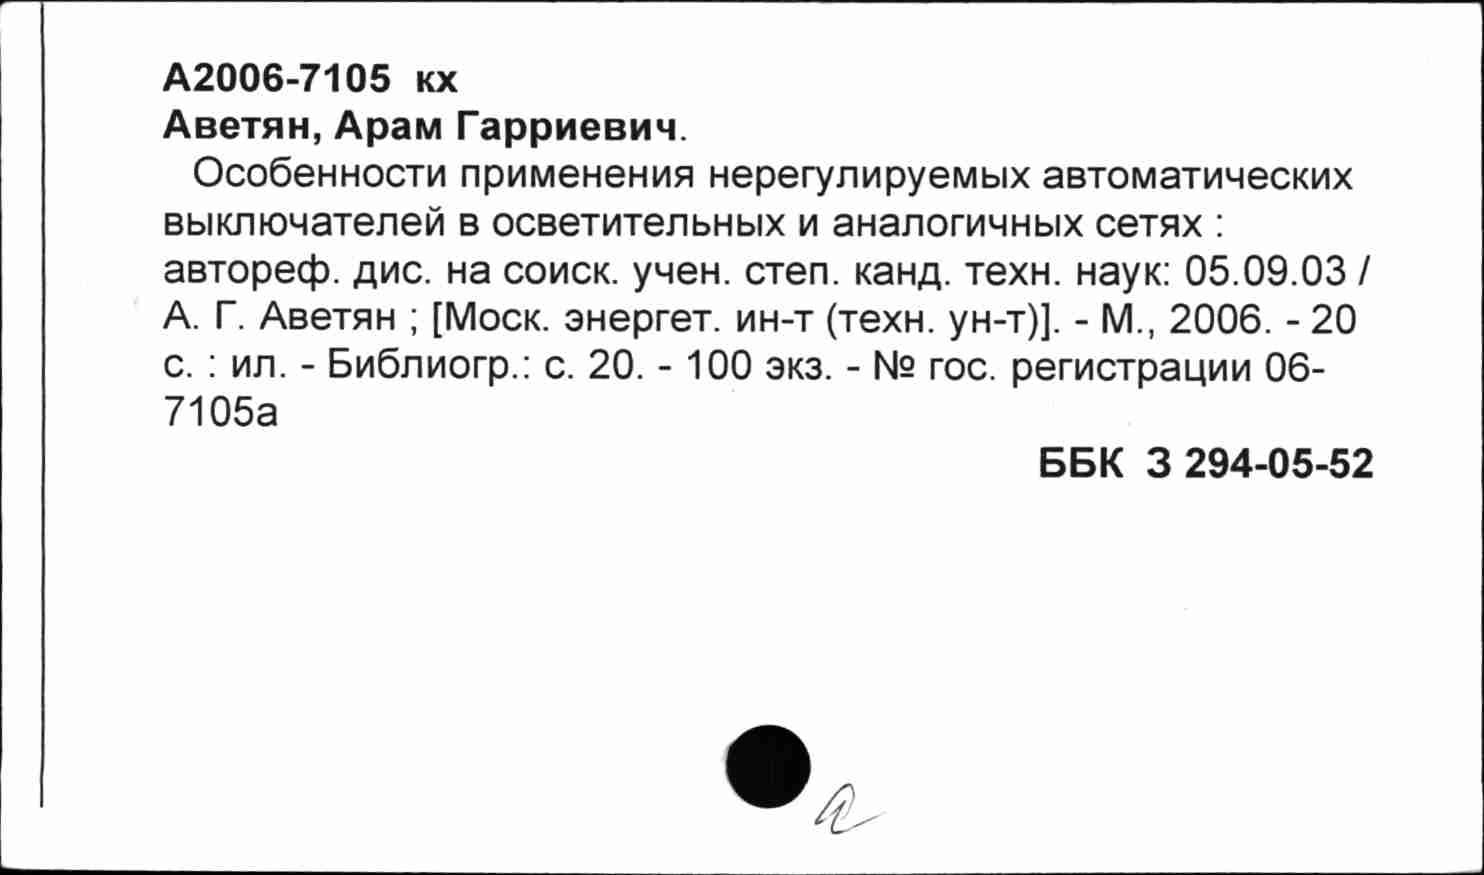 А2006-7105 кх
Аветян, Арам Гарриевич.
Особенности применения нерегулируемых автоматических
выключателей в осветительных и аналогичных сетях :
автореф. дис. на соиск. учен. степ. канд. техн. наук: 05.09.03 /
А. Г. Аветян ; [Моск. энергет. ин-т (техн. ун-т)]. - М., 2006. - 20
с. : ил. - Библиогр.: с. 20. - 100 экз. - № гос. регистрации 06-
7105а
ББК З 294-05-52